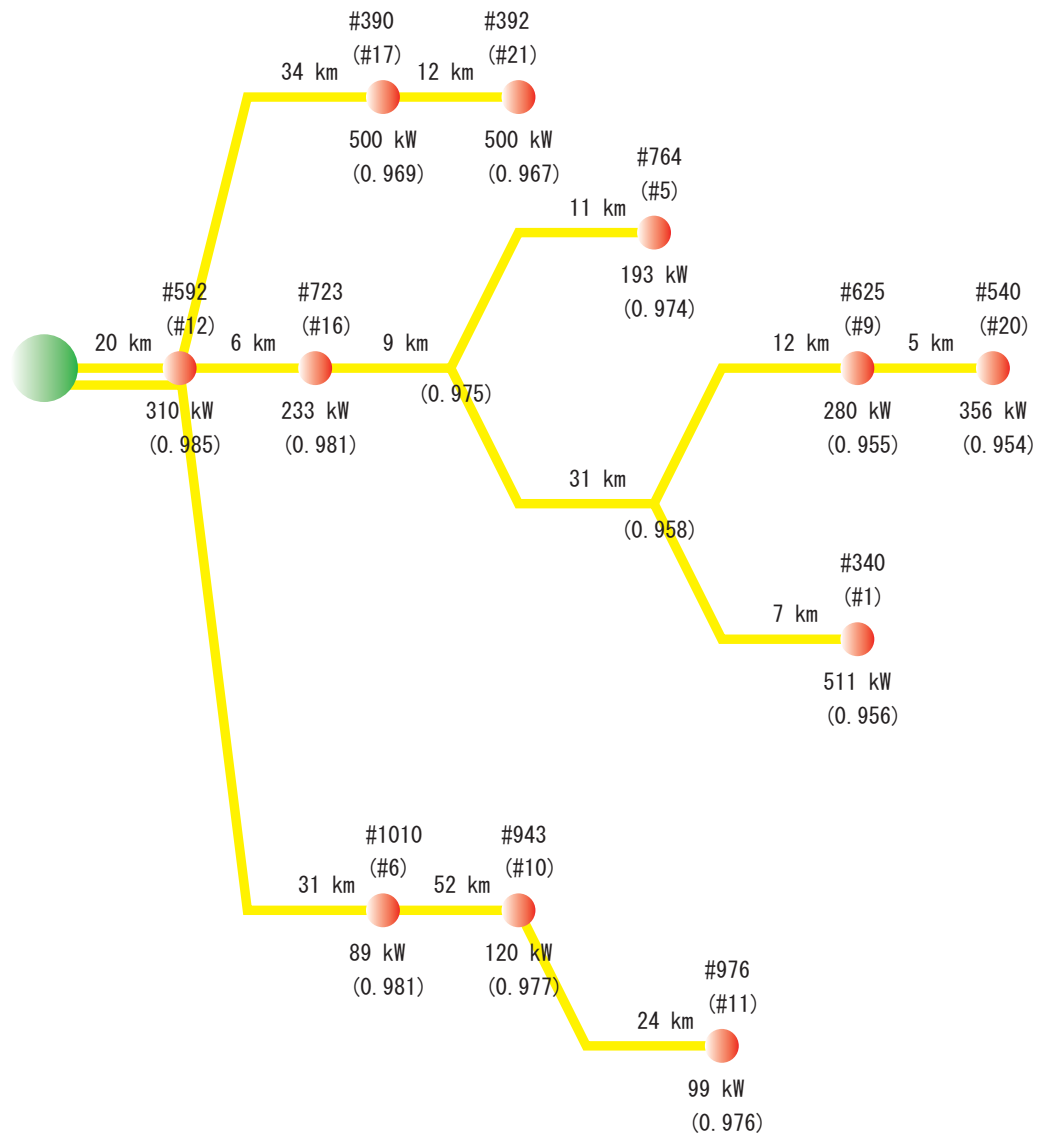 #390
(#17)
#392
(#21)
34 km
12 km
500 kW
(0.969)
500 kW
(0.967)
#764
(#5)
11 km
193 kW
(0.974)
#592
(#12)
#723
(#16)
#625
(#9)
#540
(#20)
20 km
6 km
9 km
12 km
5 km
(0.975)
310 kW
(0.985)
233 kW
(0.981)
280 kW
(0.955)
356 kW
(0.954)
31 km
(0.958)
#340
(#1)
7 km
511 kW
(0.956)
#1010
(#6)
#943
(#10)
31 km
52 km
89 kW
(0.981)
120 kW
(0.977)
#976
(#11)
24 km
99 kW
(0.976)